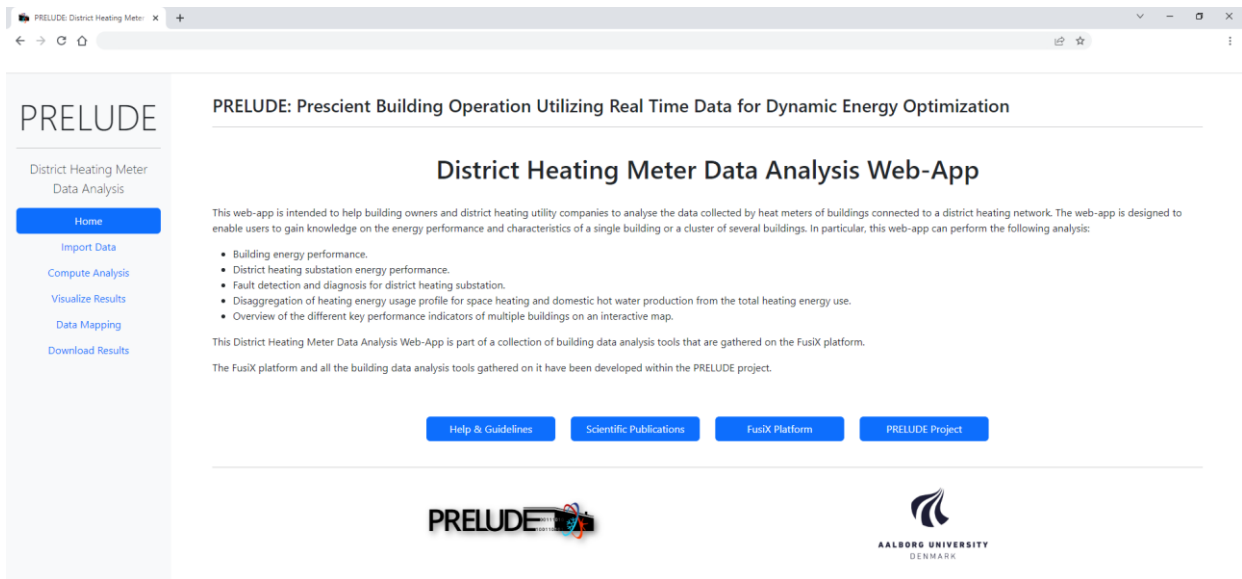 PRELUDE: District Heating Meter
PRELUDE
District Heating Meter
Data Analysis
Home
Import Data
Compute Analysis
Visualize Results
Data Mapping
Download Results
PRELUDE: Prescient Building Operation Utilizing Real Time Data for Dynamic Energy Optimization
District Heating Meter Data Analysis Web-App
This web-app is intended to help building owners and district heating utility companies to analyse the data collected by heat meters of buildings connected to a district heating network. The web-app is designed to
enable users to gain knowledge on the energy performance and characteristics of a single building or a cluster of several buildings. In particular, this web-app can perform the following analysis:
• Building energy performance.
• District heating substation energy performance.
• Fault detection and diagnosis for district heating substation.
• Disaggregation of heating energy usage profile for space heating and domestic hot water production from the total heating energy use.
• Overview of the different key performance indicators of multiple buildings on an interactive map.
This District Heating Meter Data Analysis Web-App is part of a collection of building data analysis tools that are gathered on the FusiX platform.
The FusiX platform and all the building data analysis tools gathered on it have been developed within the PRELUDE project.
Help & Guidelines
Scientific Publications
FusiX Platform
PRELUDE Project
PRELUDE
AALBORG UNIVERSITY
DENMARK